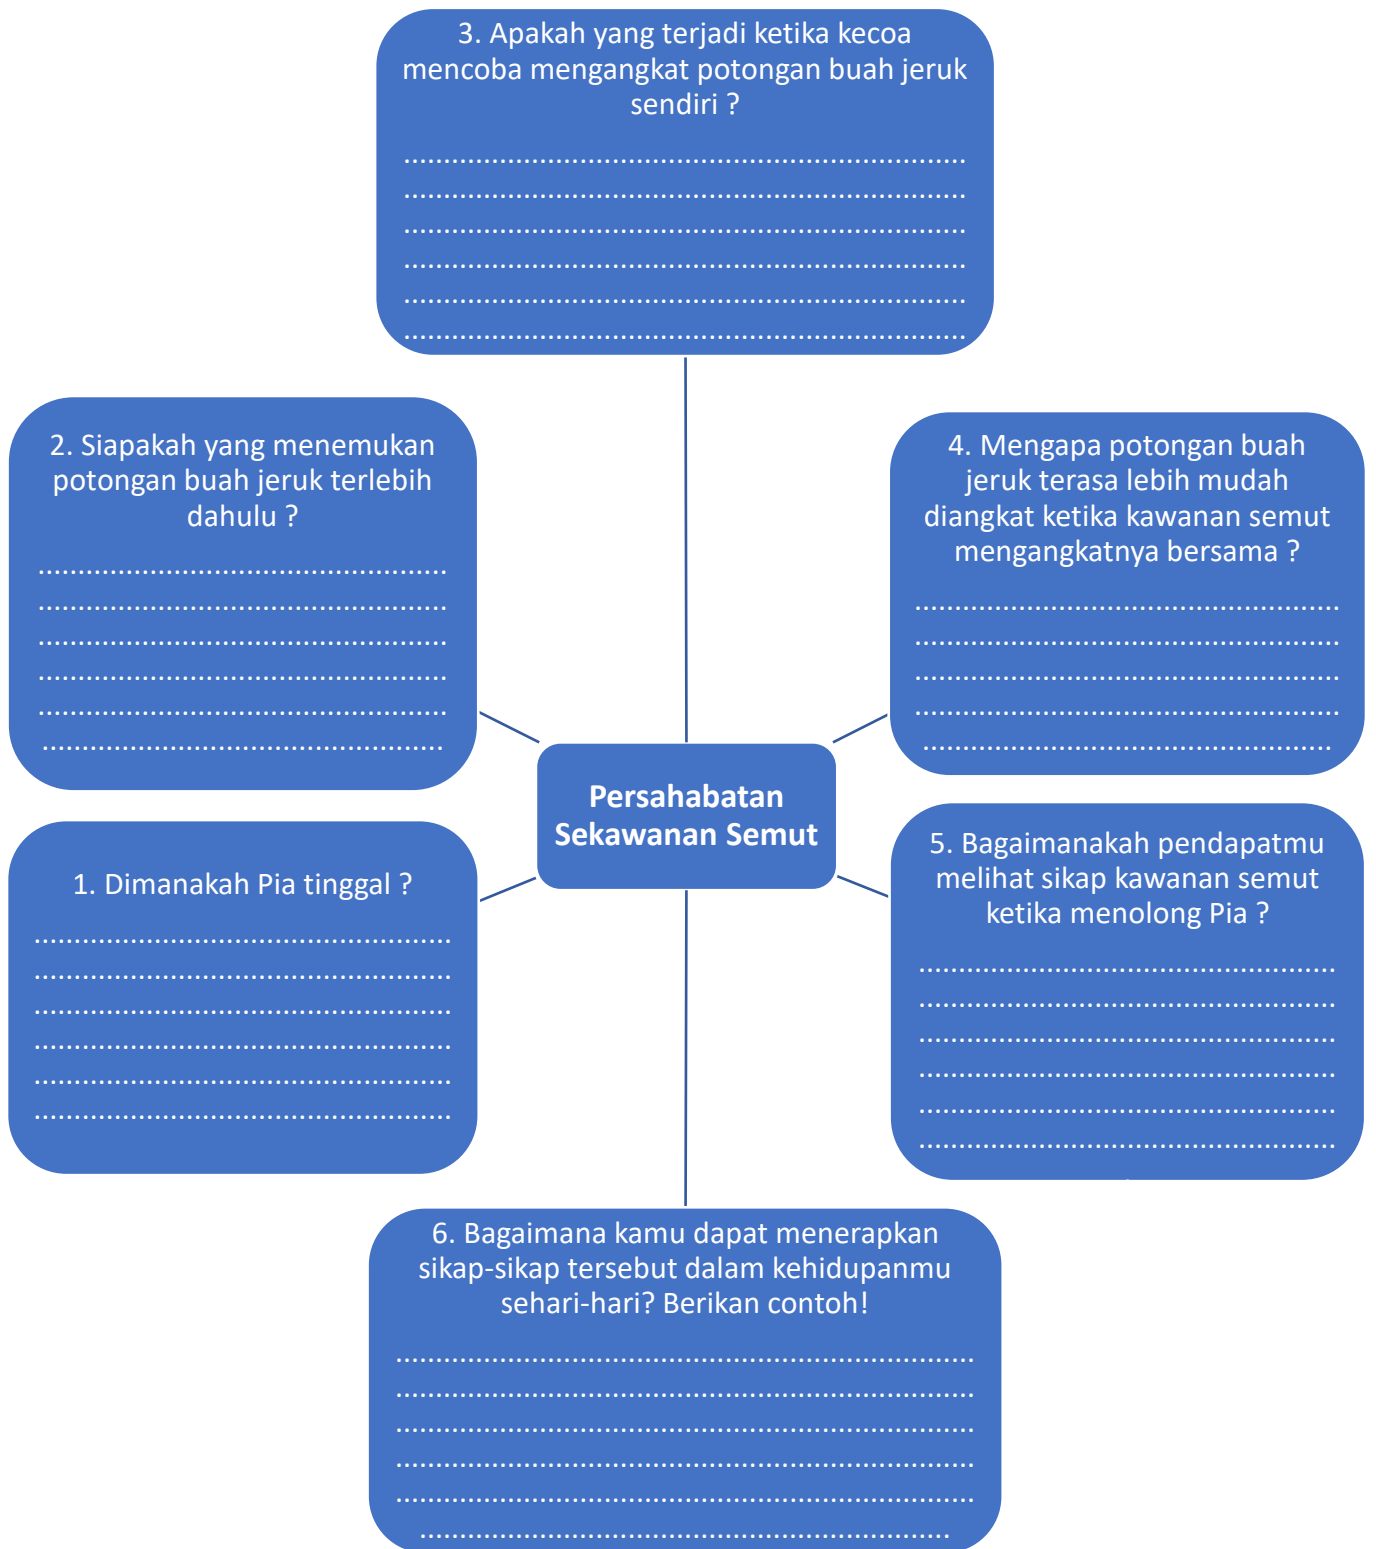 3. Apakah yang terjadi ketika kecoa
mencoba mengangkat potongan buah jeruk
sendiri ?
......................................................................
......................................................................
......................................................................
......................................................................
......................................................................
......................................................................
2. Siapakah yang menemukan
potongan buah jeruk terlebih
dahulu ?
...................................................
...................................................
...................................................
...................................................
...................................................
..................................................
4. Mengapa potongan buah
jeruk terasa lebih mudah
diangkat ketika kawanan semut
mengangkatnya bersama ?
.....................................................
.....................................................
.....................................................
.....................................................
...................................................
Persahabatan
Sekawanan Semut
1. Dimanakah Pia tinggal ?
....................................................
....................................................
....................................................
....................................................
....................................................
....................................................
5. Bagaimanakah pendapatmu
melihat sikap kawanan semut
ketika menolong Pia ?
....................................................
....................................................
....................................................
....................................................
....................................................
....................................................
6. Bagaimana kamu dapat menerapkan
sikap-sikap tersebut dalam kehidupanmu
sehari-hari? Berikan contoh!
........................................................................
........................................................................
........................................................................
........................................................................
........................................................................
..................................................................